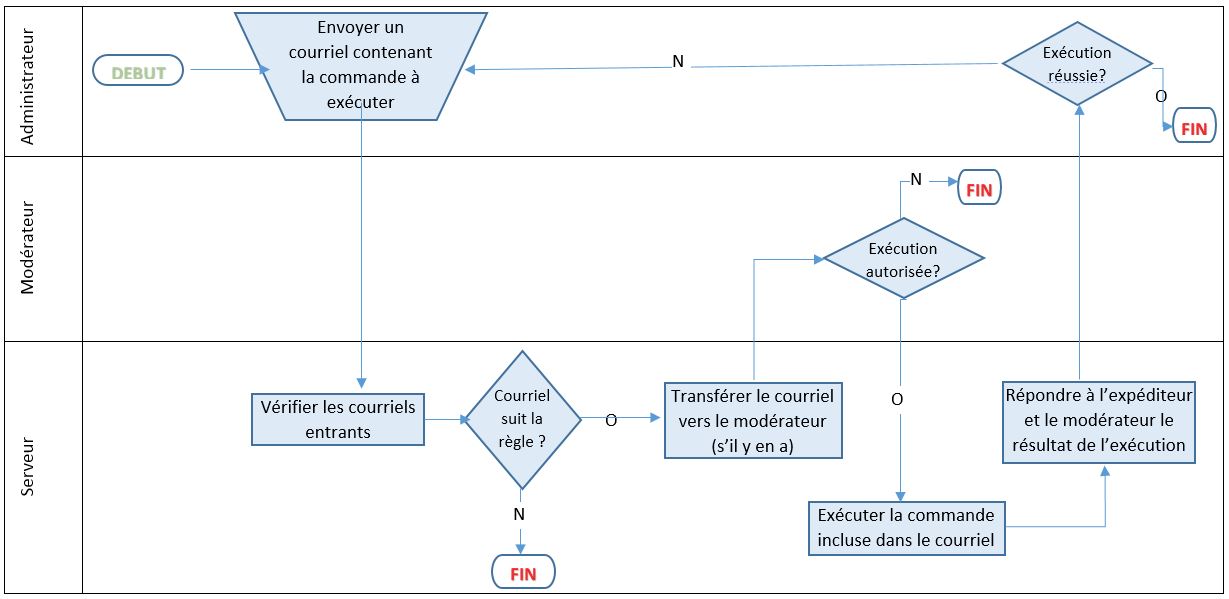 Administrateur
DEBUT
Envoyer un
courriel contenant
la commande à
exécuter
N
Exécution
réussie?
O
FIN
Modérateur
N
FIN
Exécution
autorisée?
O
Serveur
Vérifier les courriels
entrants
Courriel
suit la
règle ?
O
N
FIN
Transférer le courriel
vers le modérateur
(s'il y en a)
Exécuter la commande
incluse dans le courriel
Répondre à l'expéditeur
et le modérateur le
résultat de l'exécution